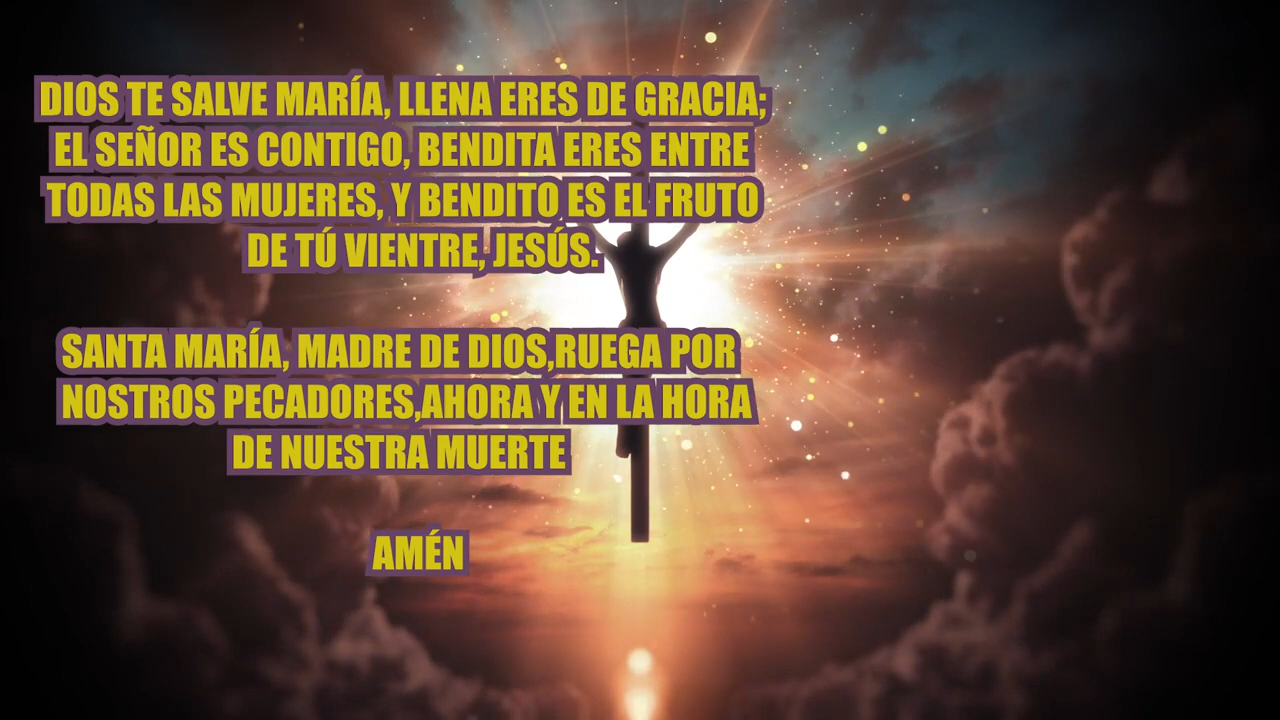 DIOS TE SALVE MARÍA, LLENA ERES DE GRACIA;
EL SEÑOR ES CONTIGO, BENDITA ERES ENTRE
TODAS LAS MUJERES, Y BENDITO ES EL FRUTO
DE TÚ VIENTRE, JESÚS.
SANTA MARÍA, MADRE DE DIOS,RUEGA POR
NOSTROS PECADORES,AHORA Y EN LA HORA
DE NUESTRA MUERTE
AMÉN